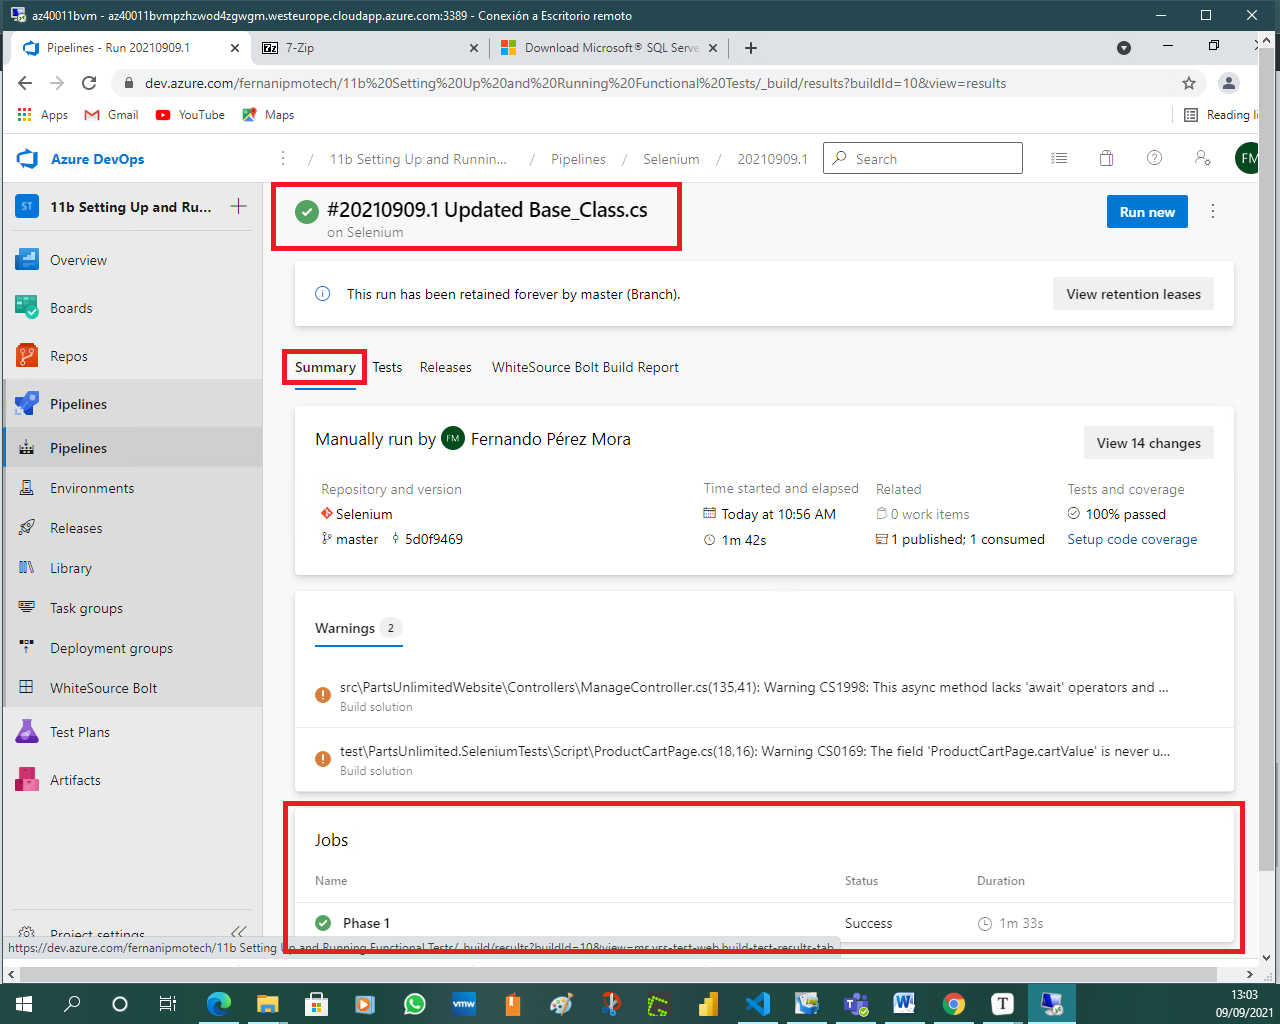 az40011bvm - az40011bvmpzhzwod4zgwgm.westeurope.cloudapp.azure.com:3389 - Conexión a Escritorio remoto
Pipelines - Run 20210909.1
7-Zip
Download Microsoft® SQL Serve
dev.azure.com/fernanipmotech/11b%20Setting%20Up%20and%20Running%20Functional%20Tests/_build/results?buildId=10&view=results
Apps Gmail YouTube Maps Reading li
Azure DevOps / 11b Setting Up and Runnin... / Pipelines / Selenium / 20210909.1 Search FM
ST 11b Setting Up and Ru...
Overview
Boards
Repos
Pipelines
Pipelines
Environments
Releases
Library
Task groups
Deployment groups
WhiteSource Bolt
Test Plans
Artifacts
Project settings
#20210909.1 Updated Base_Class.cs
on Selenium
Run new
This run has been retained forever by master (Branch).
View retention leases
Summary Tests Releases WhiteSource Bolt Build Report
Manually run by FM Fernando Pérez Mora
View 14 changes
Repository and version
Selenium
master 5d0f9469
Time started and elapsed
Today at 10:56 AM
1m 42s
Related
0 work items
1 published; 1 consumed
Tests and coverage
100% passed
Setup code coverage
Warnings 2
src\PartsUnlimitedWebsite\Controllers\ManageController.cs(135,41): Warning CS1998: This async method lacks 'await' operators and ...
Build solution
test\PartsUnlimited.SeleniumTests\Script\ProductCartPage.cs(18,16): Warning CS0169: The field 'ProductCartPage.cartValue' is never u...
Build solution
Jobs
Name Status Duration
Phase 1 Success 1m 33s
https://dev.azure.com/fernanipmotech/11b Setting Up and Running Functional Tests/_build/results?buildId=10&view=ms.vss-test-web.build-test-results-tab
vmw
W
T
13:03
09/09/2021